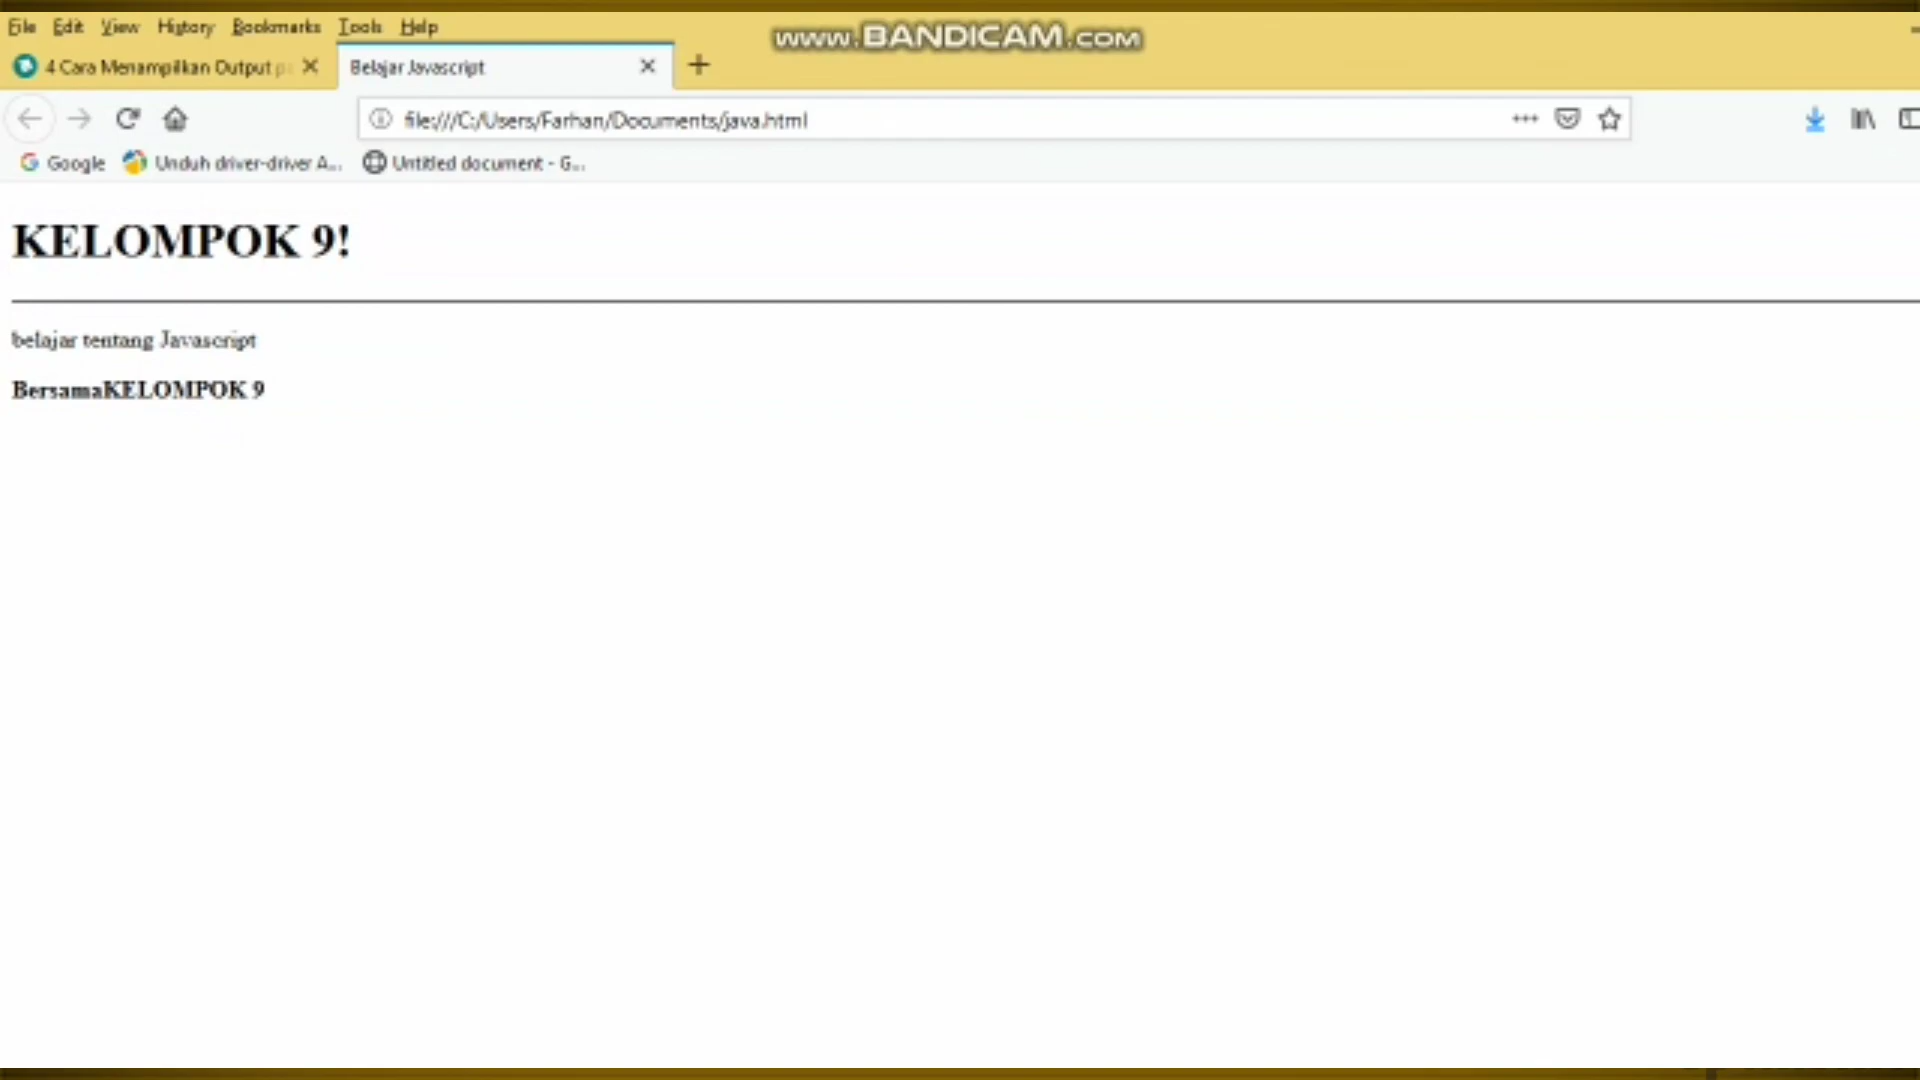 File Edit View History Bookmarks Tools Help
www.BANDICAM.com
4 Cara Menampilkan Output p
Belajar Javascript
file:///C:/Users/Farhan/Documents/java.html
Google
Unduh driver-driver A...
Untitled document - G...
KELOMPOK 9!
belajar tentang Javascript
BersamaKELOMPOK 9